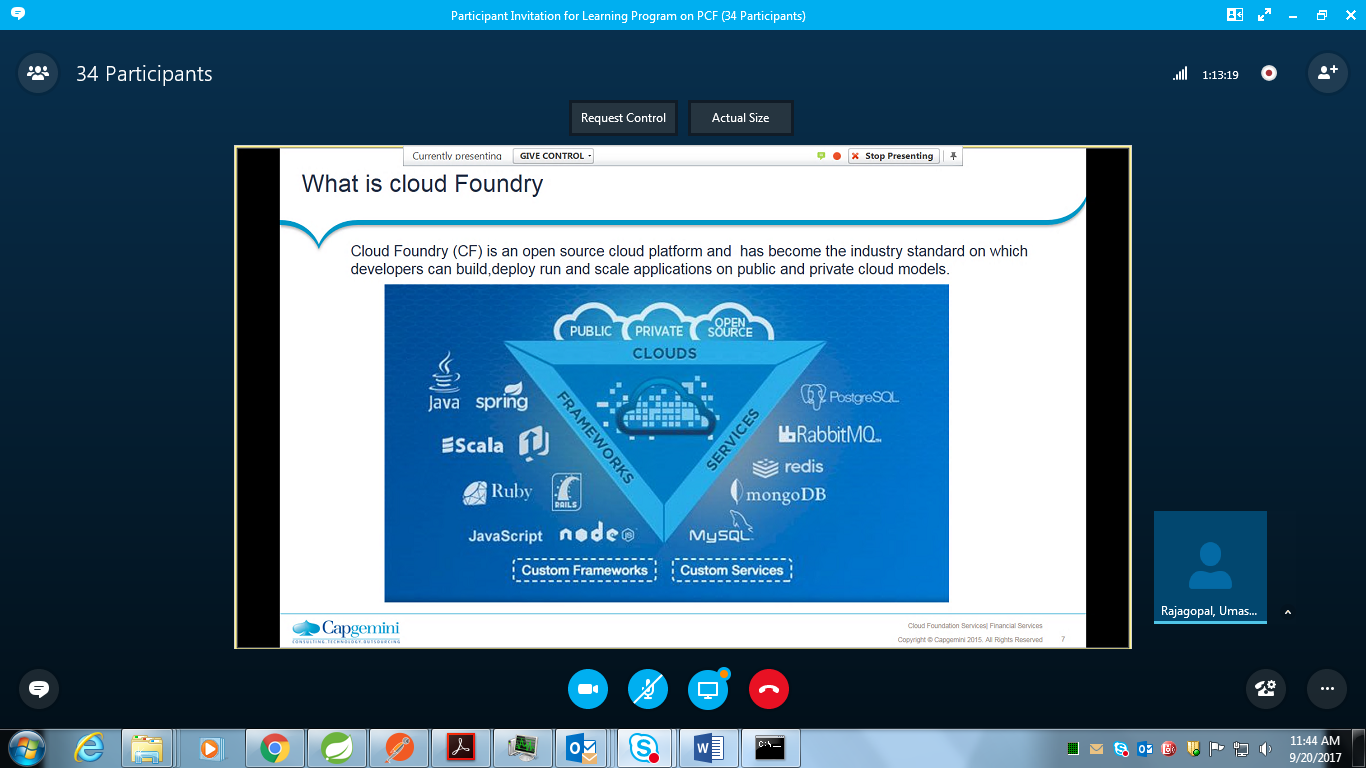 Participant Invitation for Learning Program on PCF (34 Participants)
34 Participants
1:13:19
Request Control
Actual Size
Currently presenting
GIVE CONTROL
Stop Presenting
What is cloud Foundry
Cloud Foundry (CF) is an open source cloud platform and  has become the industry standard on which
developers can build,deploy run and scale applications on public and private cloud models.
PUBLIC
PRIVATE
OPEN
SOURCE
CLOUDS
FRAMEWORKS
SERVICES
Java
spring
Scala
Ruby
RAILS
JavaScript
node
JS
PostgreSQL
RabbitMQ
redis
mongoDB
MySQL
Custom Frameworks
Custom Services
Capgemini
CONSULTING.TECHNOLOGY.OUTSOURCING
Cloud Foundation Services| Financial Services
Copyright © Capgemini 2015. All Rights Reserved
7
Rajagopal, Umas...
C:\
11:44 AM
9/20/2017